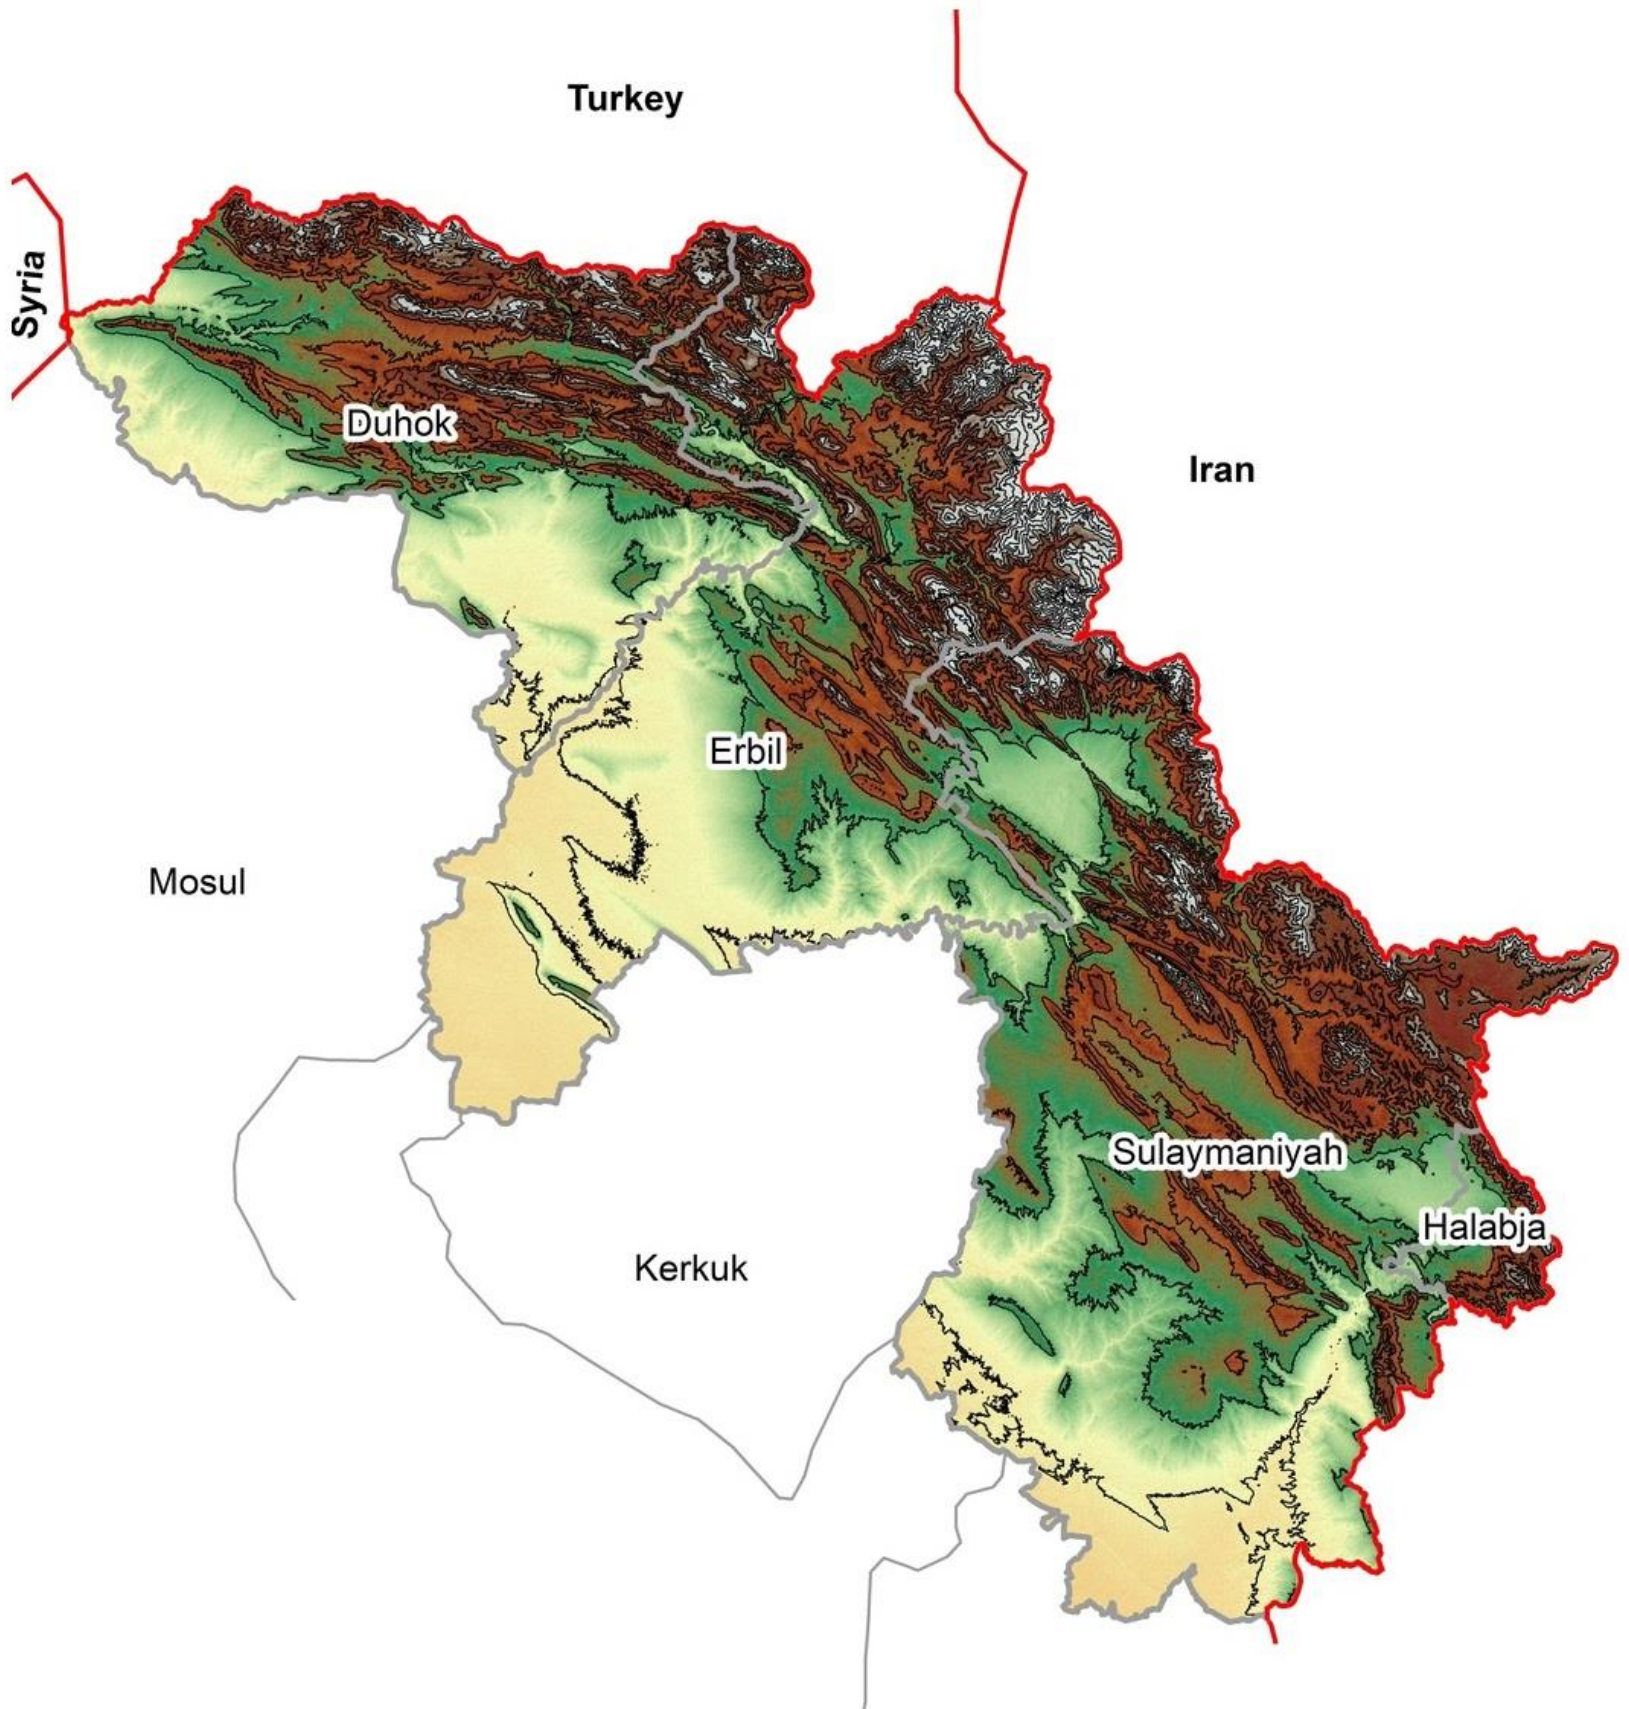 Turkey
Syria
Duhok
Iran
Erbil
Mosul
Sulaymaniyah
Halabja
Kerkuk